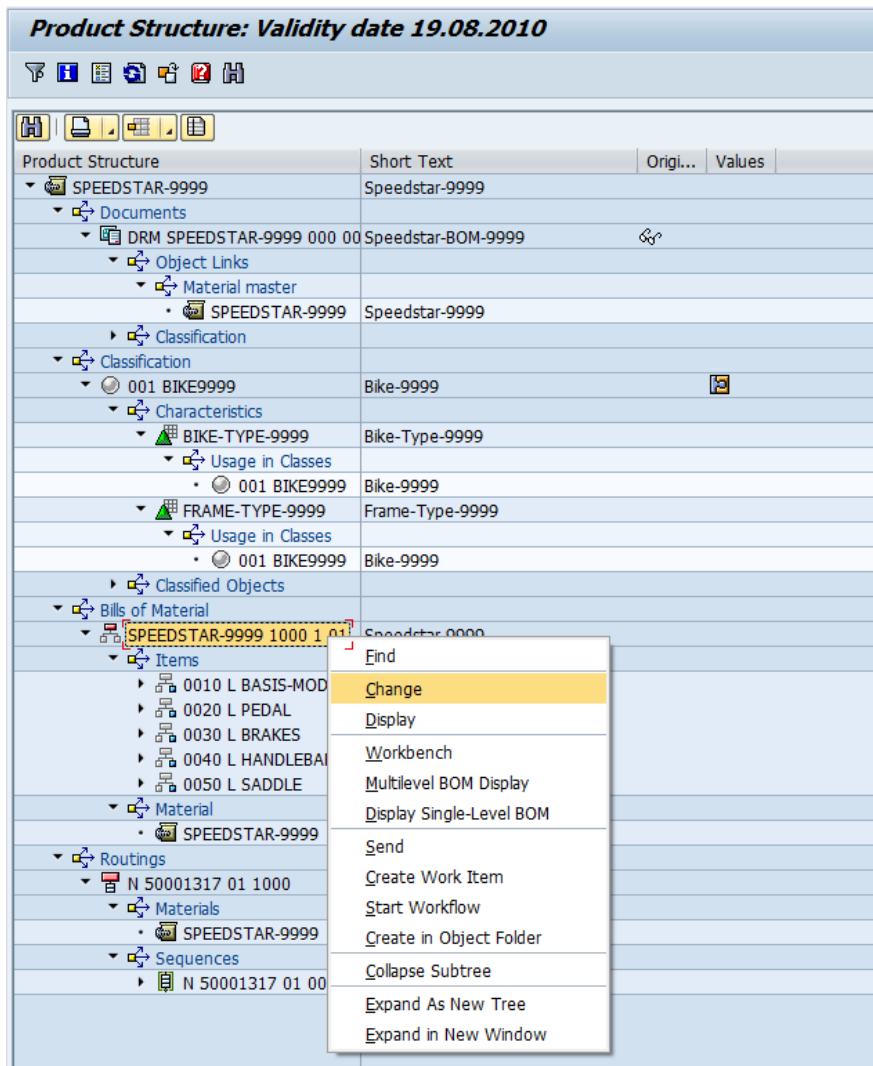 Product Structure: Validity date 19.08.2010
Product Structure Short Text Origi... Values
SPEEDSTAR-9999 Speedstar-9999
Documents
DRM SPEEDSTAR-9999 000 00 Speedstar-BOM-9999
Object Links
Material master
SPEEDSTAR-9999 Speedstar-9999
Classification
Classification
001 BIKE9999 Bike-9999
Characteristics
BIKE-TYPE-9999 Bike-Type-9999
Usage in Classes
001 BIKE9999 Bike-9999
FRAME-TYPE-9999 Frame-Type-9999
Usage in Classes
001 BIKE9999 Bike-9999
Classified Objects
Bills of Material
SPEEDSTAR-9999 1000 1 01 Speedstar-9999
Items
0010 L BASIS-MOD
0020 L PEDAL
0030 L BRAKES
0040 L HANDLEBAR
0050 L SADDLE
Material
SPEEDSTAR-9999
Routings
N 50001317 01 1000
Materials
SPEEDSTAR-9999
Sequences
N 50001317 01 00
Find
Change
Display
Workbench
Multilevel BOM Display
Display Single-Level BOM
Send
Create Work Item
Start Workflow
Create in Object Folder
Collapse Subtree
Expand As New Tree
Expand in New Window